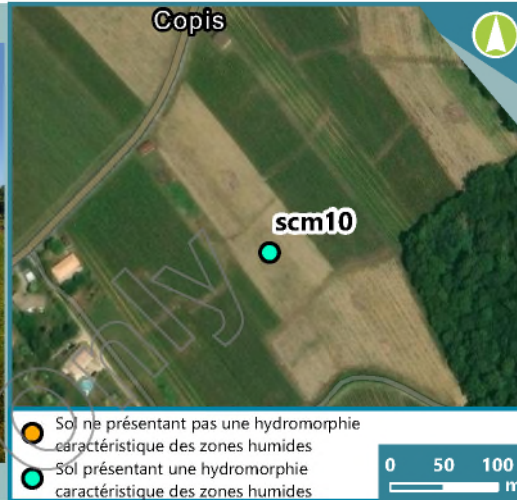 Copis
scm10
only
Sol ne présentant pas une hydromorphie
caractéristique des zones humides
Sol présentant une hydromorphie
caractéristique des zones humides
0 50 100
m